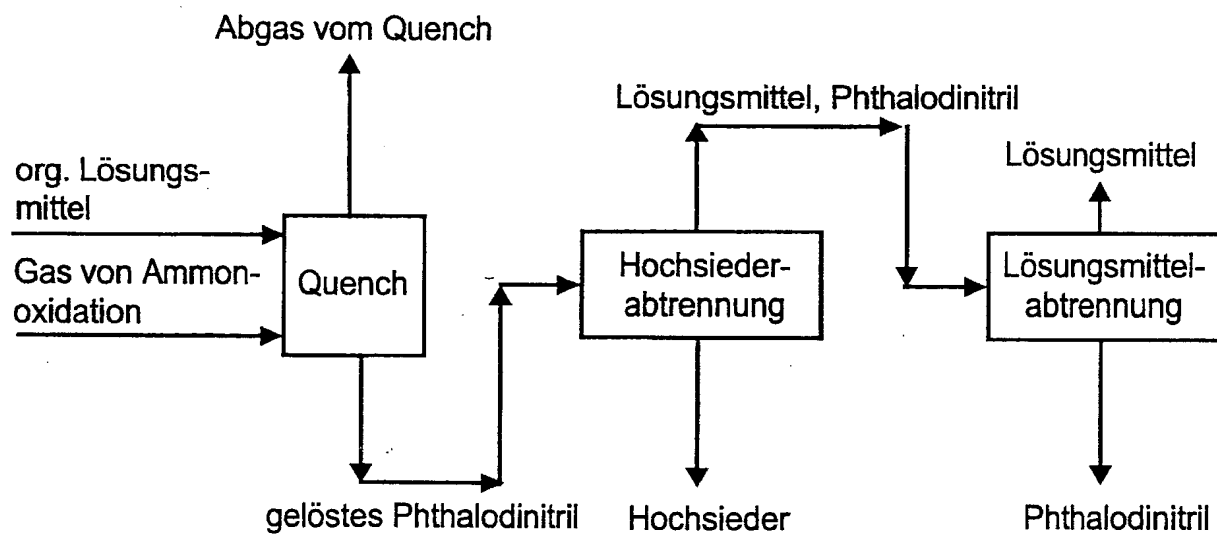 Abgas vom Quench
Lösungsmittel, Phthalodinitril
Lösungsmittel
org. Lösungs-
mittel
Gas von Ammon-
oxidation
Quench
Hochsieder-
abtrennung
Lösungsmittel-
abtrennung
gelöstes Phthalodinitril
Hochsieder
Phthalodinitril